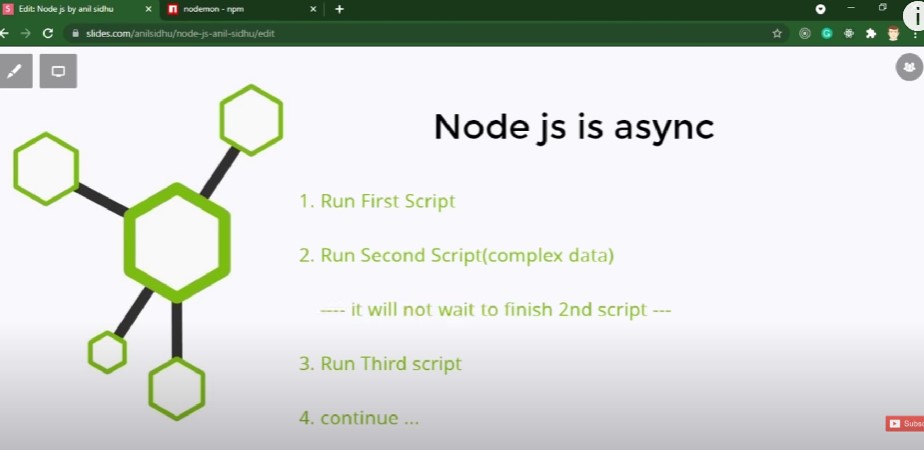 Edit: Node js by anil sidhu
nodemon - npm
slides.com/anilsidhu/node-js-anil-sidhu/edit
Node js is async
1. Run First Script
2. Run Second Script(complex data)
---- it will not wait to finish 2nd script ---
3. Run Third script
4. continue ...